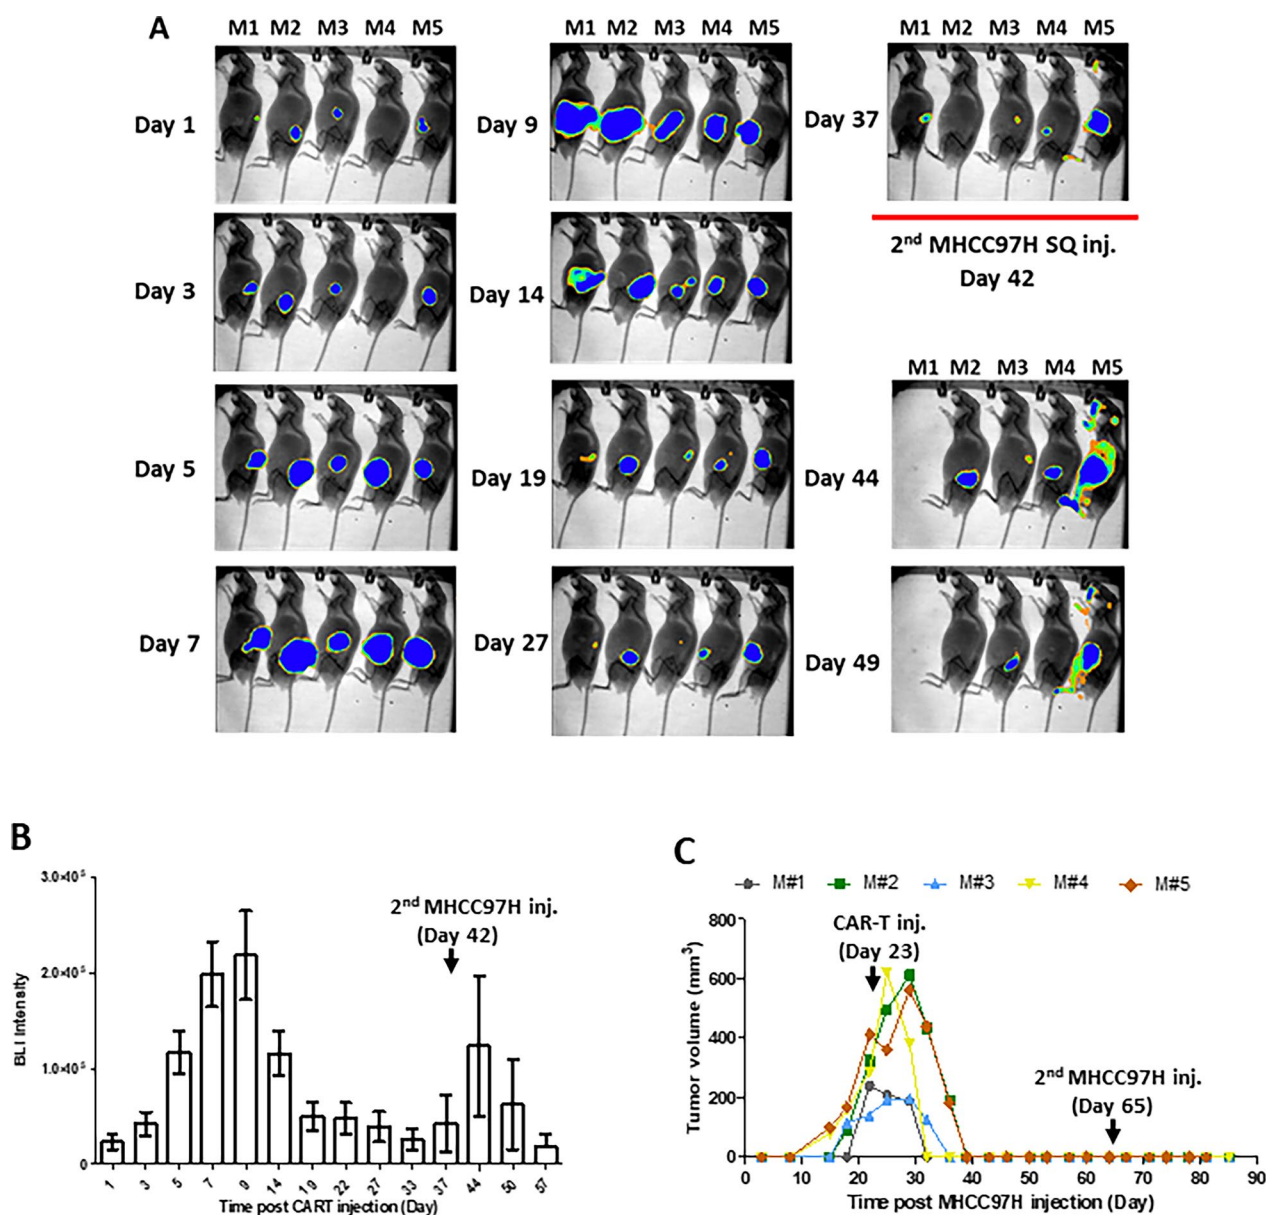 A
M1 M2 M3 M4 M5
M1 M2 M3 M4 M5
M1 M2 M3 M4 M5
Day 1
Day 9
Day 37
2nd MHCC97H SQ inj.
Day 42
Day 3
Day 14
M1 M2 M3 M4 M5
Day 5
Day 19
Day 44
Day 7
Day 27
Day 49
B
3.0×10⁵
2.0×10⁵
1.0×10⁵
0
BLI Intensity
2nd MHCC97H inj.
(Day 42)
1 3 5 7 9 14 19 22 27 33 37 44 50 57
Time post CART injection (Day)
C
M#1 M#2 M#3 M#4 M#5
800
600
400
200
0
Tumor volume (mm³)
CAR-T inj.
(Day 23)
2nd MHCC97H inj.
(Day 65)
0 10 20 30 40 50 60 70 80 90
Time post MHCC97H injection (Day)